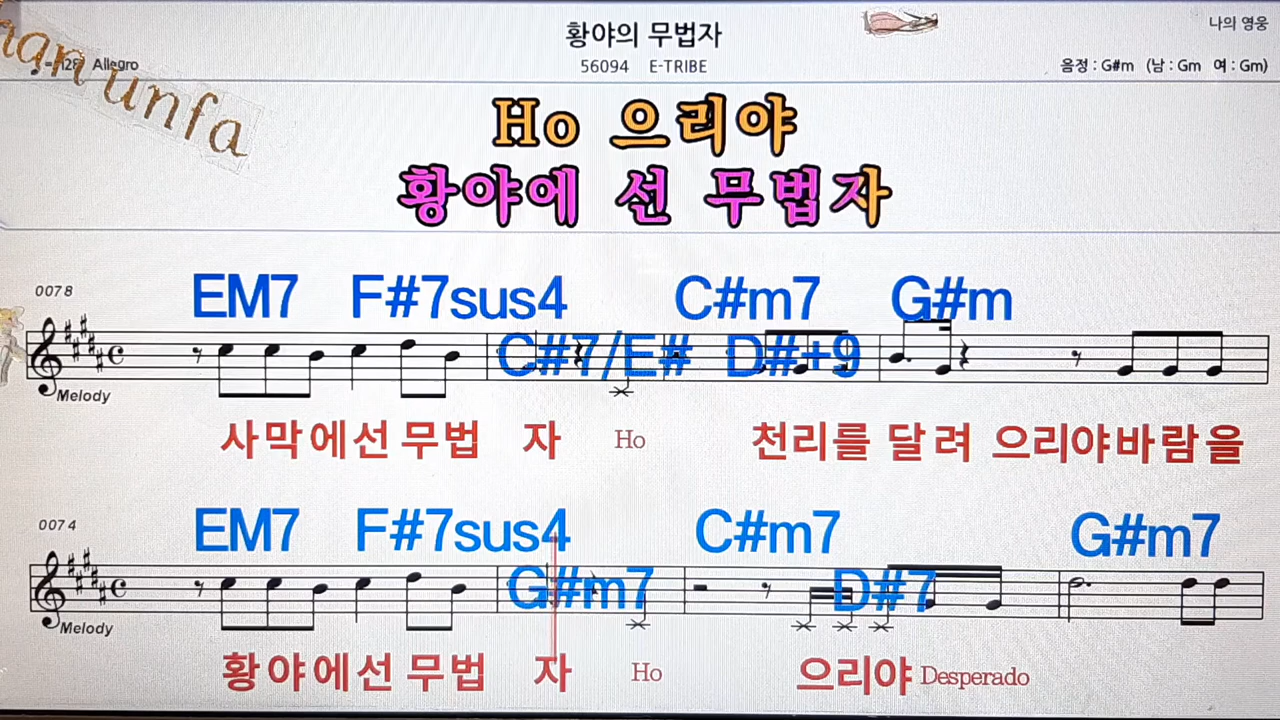 황야의 무법자
나의 영웅
56094 E-TRIBE
Allegro
음정 : G#m (남 : Gm 여 : Gm)
unfa
Ho 으리야
황야에 선 무법자
0078
EM7 F#7sus4 C#m7 G#m
C#7/E# D#+9
Melody
사막에선 무법 자 Ho 천리를 달려 으리야바람을
0074
EM7 F#7sus4 C#m7 G#m7
G#m7 D#7
Melody
황야에선 무법 자 Ho 으리야 Desperado